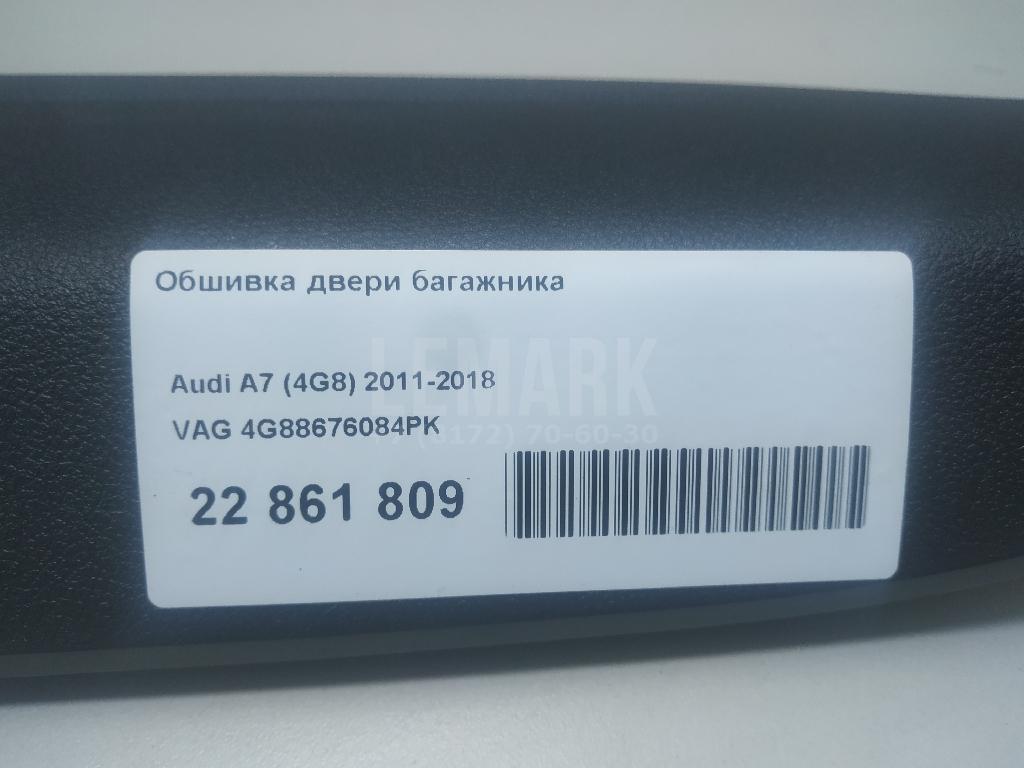 Обшивка двери багажника
LEMARK
Audi A7 (4G8) 2011-2018
VAG 4G88676084PK
(8172) 70-60-30
22 861 809